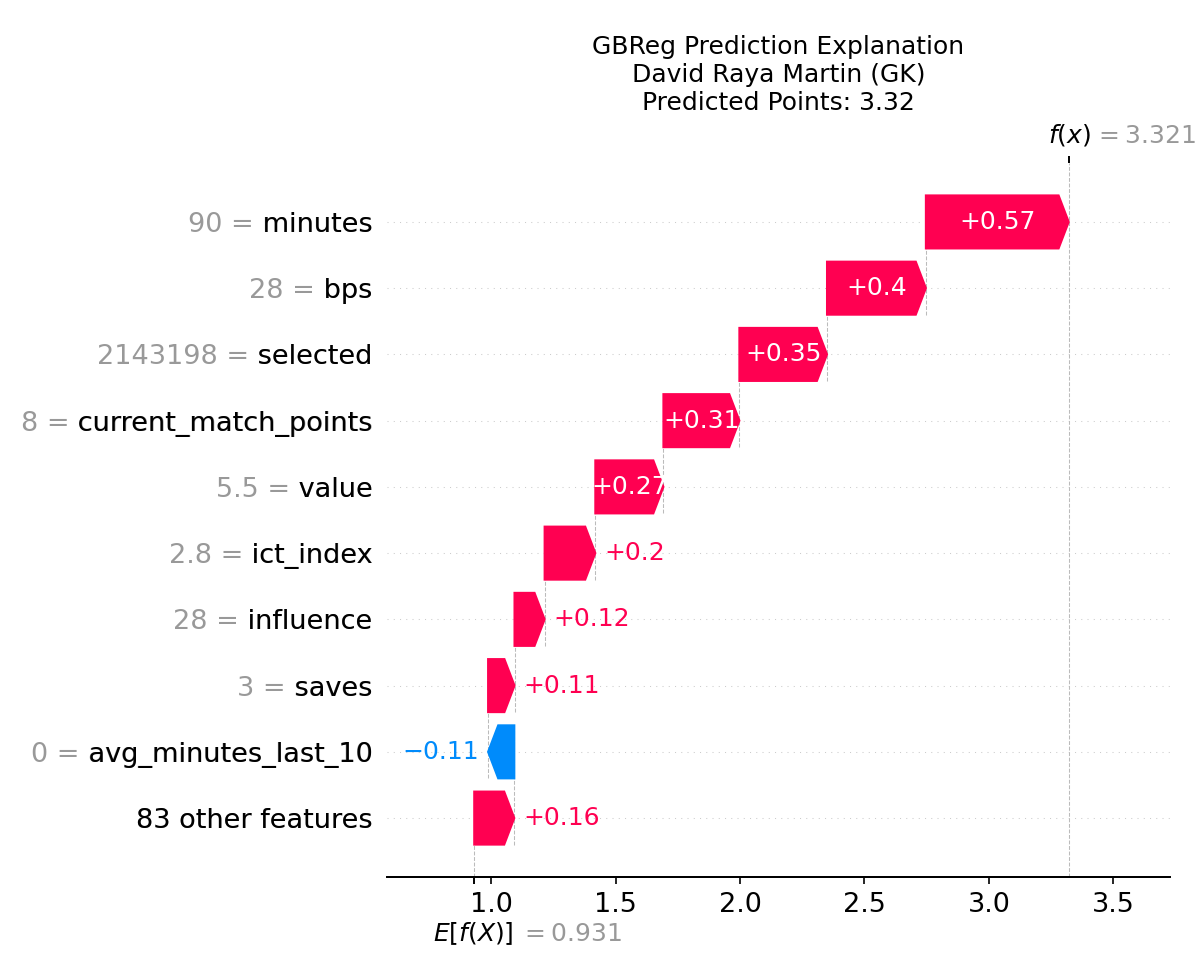 GBReg Prediction Explanation
David Raya Martin (GK)
Predicted Points: 3.32
f(x) = 3.321
90 = minutes +0.57
28 = bps +0.4
2143198 = selected +0.35
8 = current_match_points +0.31
5.5 = value +0.27
2.8 = ict_index +0.2
28 = influence +0.12
3 = saves +0.11
0 = avg_minutes_last_10 −0.11
83 other features +0.16
1.0 1.5 2.0 2.5 3.0 3.5
E[f(X)] = 0.931